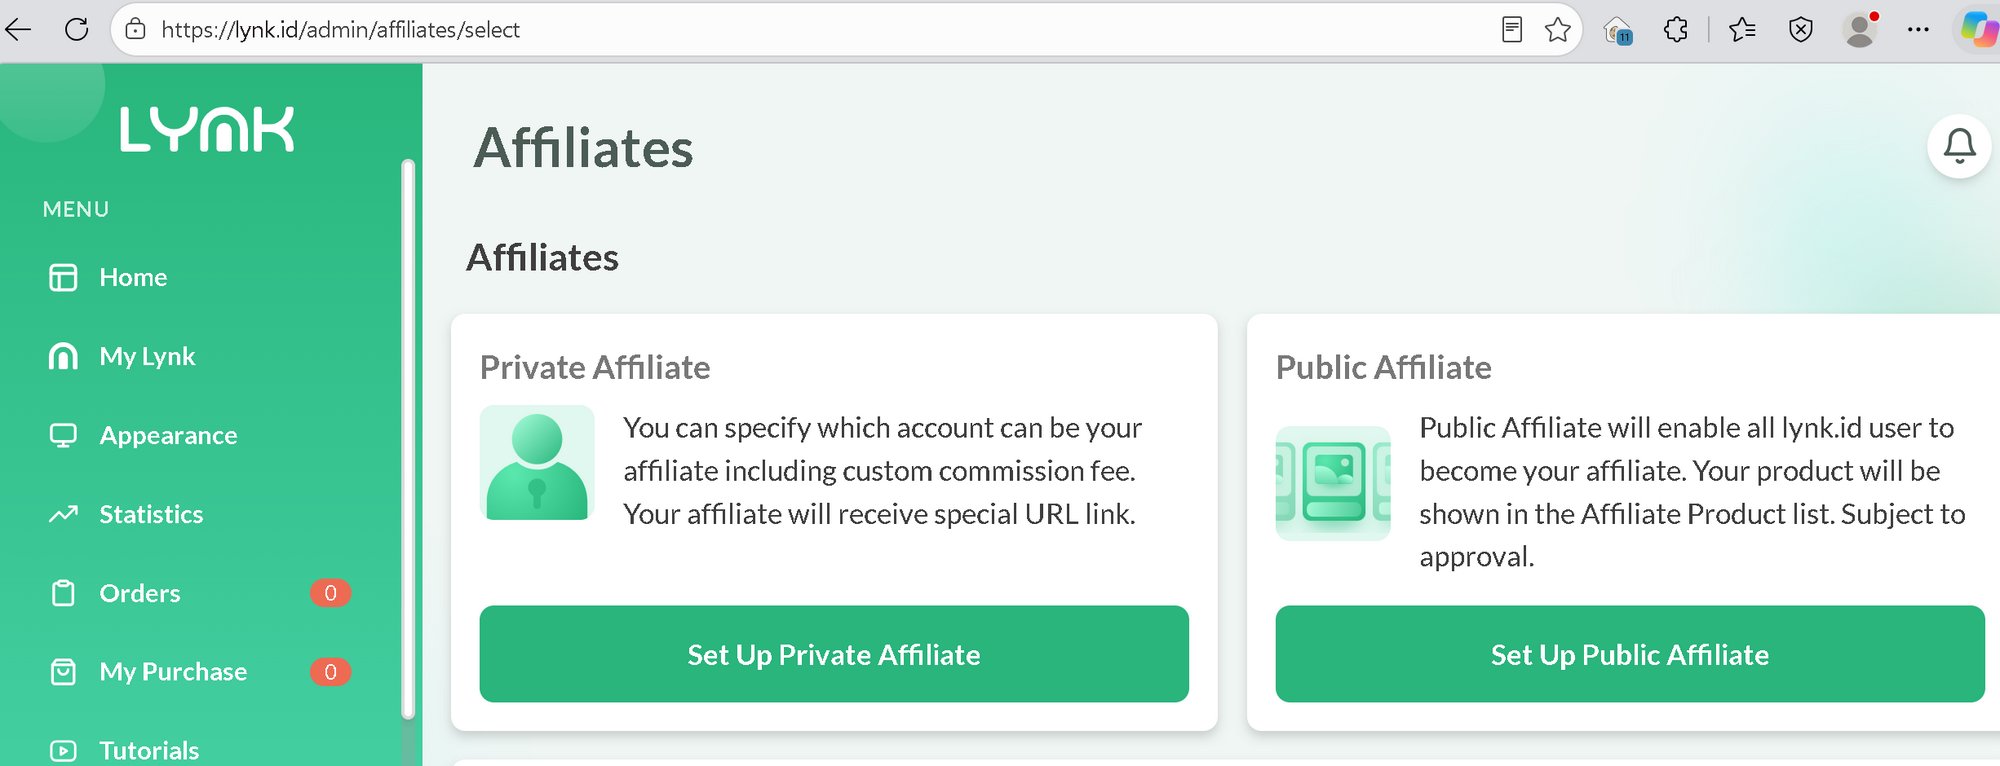 https://lynk.id/admin/affiliates/select
11
LYNK
MENU
Home
My Lynk
Appearance
Statistics
Orders 0
My Purchase 0
Tutorials
Affiliates
Affiliates
Private Affiliate
You can specify which account can be your
affiliate including custom commission fee.
Your affiliate will receive special URL link.
Set Up Private Affiliate
Public Affiliate
Public Affiliate will enable all lynk.id user to
become your affiliate. Your product will be
shown in the Affiliate Product list. Subject to
approval.
Set Up Public Affiliate